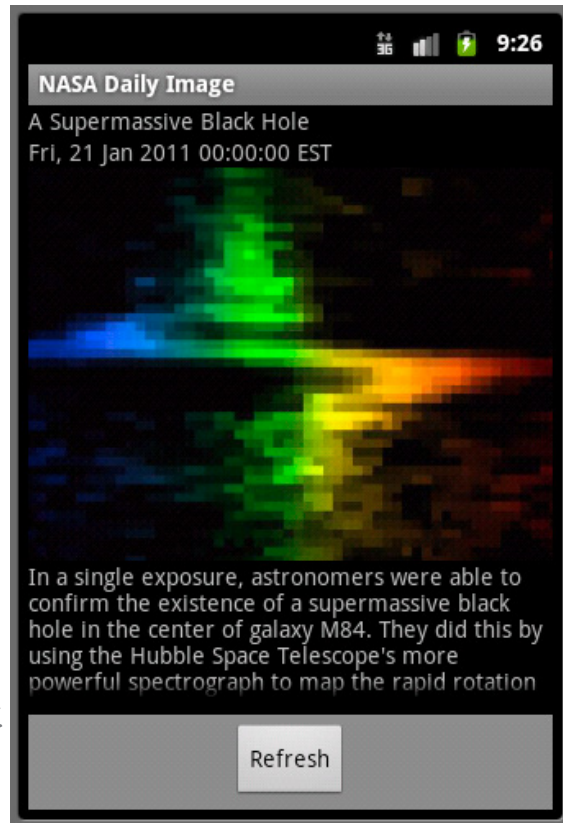 3G 9:26
NASA Daily Image
A Supermassive Black Hole
Fri, 21 Jan 2011 00:00:00 EST
In a single exposure, astronomers were able to
confirm the existence of a supermassive black
hole in the center of galaxy M84. They did this by
using the Hubble Space Telescope's more
powerful spectrograph to map the rapid rotation
Refresh